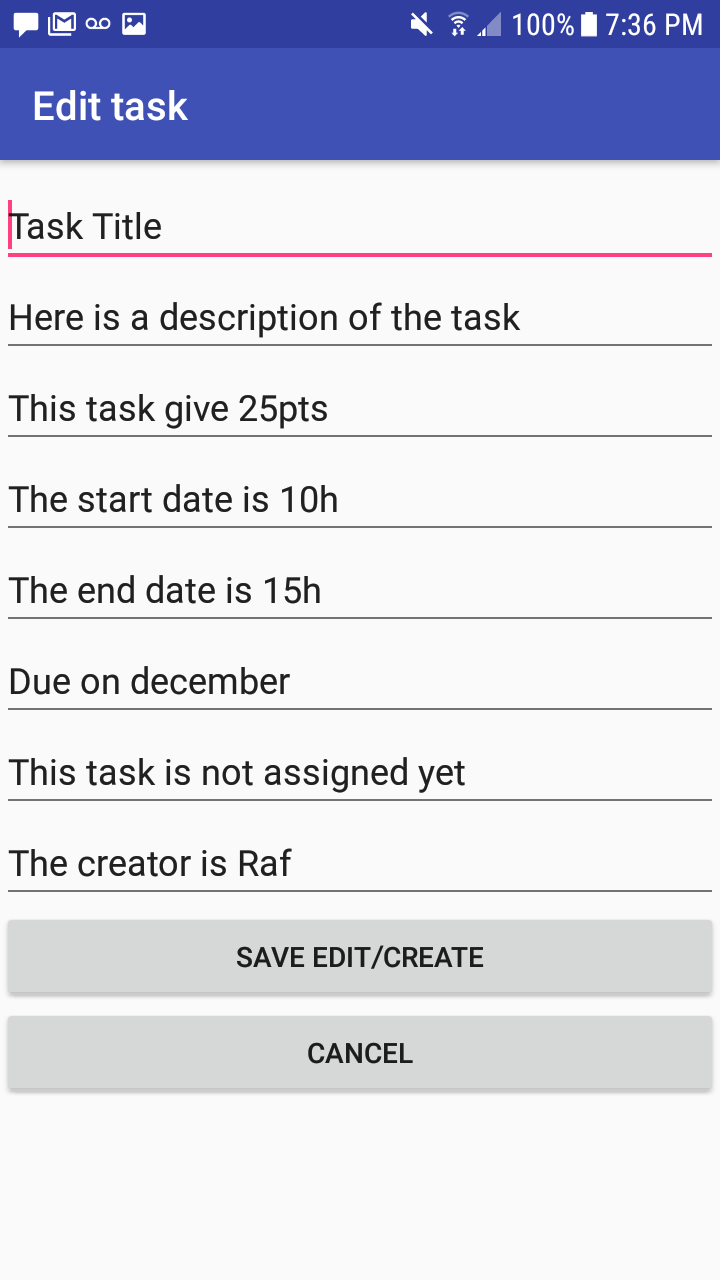 100% 7:36 PM
Edit task
Task Title
Here is a description of the task
This task give 25pts
The start date is 10h
The end date is 15h
Due on december
This task is not assigned yet
The creator is Raf
SAVE EDIT/CREATE
CANCEL